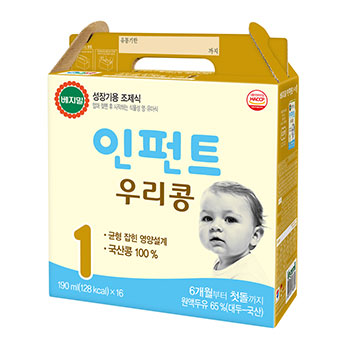 유통기한 까지
베지밀
성장기용 조제식
인펀트
우리콩
HACCP
1
• 균형 잡힌 영양설계
• 국산콩 100 %
190 ml(128 kcal)×16
6개월부터 첫돌까지
원액두유 65 %(대두-국산)